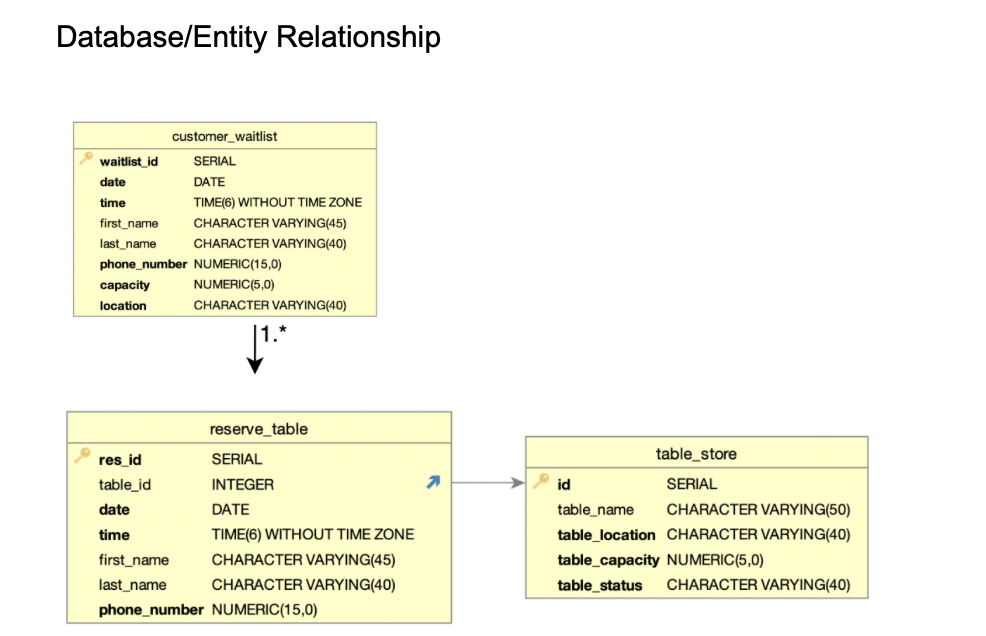 Database/Entity Relationship
customer_waitlist
waitlist_id SERIAL
date DATE
time TIME(6) WITHOUT TIME ZONE
first_name CHARACTER VARYING(45)
last_name CHARACTER VARYING(40)
phone_number NUMERIC(15,0)
capacity NUMERIC(5,0)
location CHARACTER VARYING(40)
1.*
reserve_table
res_id SERIAL
table_id INTEGER
date DATE
time TIME(6) WITHOUT TIME ZONE
first_name CHARACTER VARYING(45)
last_name CHARACTER VARYING(40)
phone_number NUMERIC(15,0)
table_store
id SERIAL
table_name CHARACTER VARYING(50)
table_location CHARACTER VARYING(40)
table_capacity NUMERIC(5,0)
table_status CHARACTER VARYING(40)